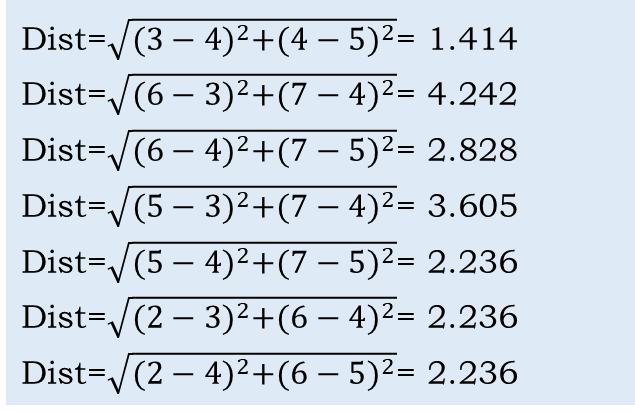 Dist=√(3 − 4)²+(4 − 5)²= 1.414
Dist=√(6 − 3)²+(7 − 4)²= 4.242
Dist=√(6 − 4)²+(7 − 5)²= 2.828
Dist=√(5 − 3)²+(7 − 4)²= 3.605
Dist=√(5 − 4)²+(7 − 5)²= 2.236
Dist=√(2 − 3)²+(6 − 4)²= 2.236
Dist=√(2 − 4)²+(6 − 5)²= 2.236